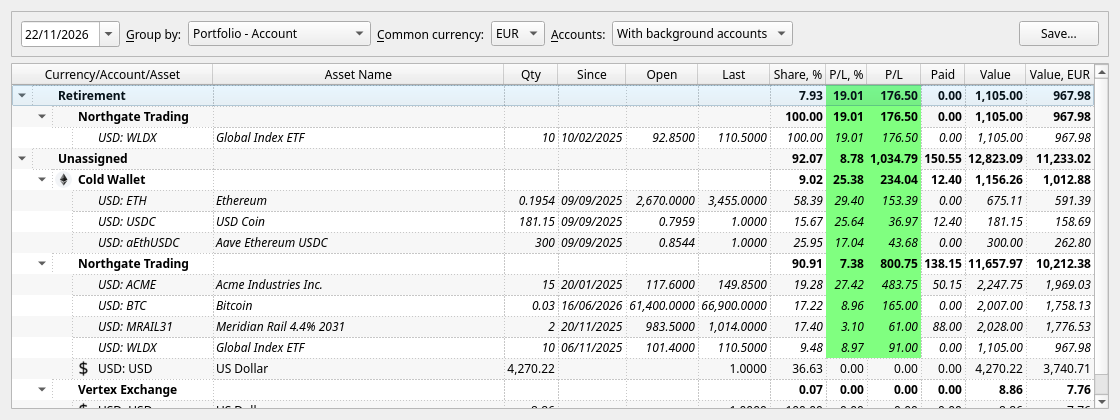 22/11/2026 Group by: Portfolio - Account Common currency: EUR Accounts: With background accounts Save...
Currency/Account/Asset Asset Name Qty Since Open Last Share, % P/L, % P/L Paid Value Value, EUR
Retirement 7.93 19.01 176.50 0.00 1,105.00 967.98
Northgate Trading 100.00 19.01 176.50 0.00 1,105.00 967.98
USD: WLDX Global Index ETF 10 10/02/2025 92.8500 110.5000 100.00 19.01 176.50 0.00 1,105.00 967.98
Unassigned 92.07 8.78 1,034.79 150.55 12,823.09 11,233.02
Cold Wallet 9.02 25.38 234.04 12.40 1,156.26 1,012.88
USD: ETH Ethereum 0.1954 09/09/2025 2,670.0000 3,455.0000 58.39 29.40 153.39 0.00 675.11 591.39
USD: USDC USD Coin 181.15 09/09/2025 0.7959 1.0000 15.67 25.64 36.97 12.40 181.15 158.69
USD: aEthUSDC Aave Ethereum USDC 300 09/09/2025 0.8544 1.0000 25.95 17.04 43.68 0.00 300.00 262.80
Northgate Trading 90.91 7.38 800.75 138.15 11,657.97 10,212.38
USD: ACME Acme Industries Inc. 15 20/01/2025 117.6000 149.8500 19.28 27.42 483.75 50.15 2,247.75 1,969.03
USD: BTC Bitcoin 0.03 16/06/2026 61,400.0000 66,900.0000 17.22 8.96 165.00 0.00 2,007.00 1,758.13
USD: MRAIL31 Meridian Rail 4.4% 2031 2 20/11/2025 983.5000 1,014.0000 17.40 3.10 61.00 88.00 2,028.00 1,776.53
USD: WLDX Global Index ETF 10 06/11/2025 101.4000 110.5000 9.48 8.97 91.00 0.00 1,105.00 967.98
$ USD: USD US Dollar 4,270.22 1.0000 36.63 0.00 0.00 0.00 4,270.22 3,740.71
Vertex Exchange 0.07 0.00 0.00 0.00 8.86 7.76